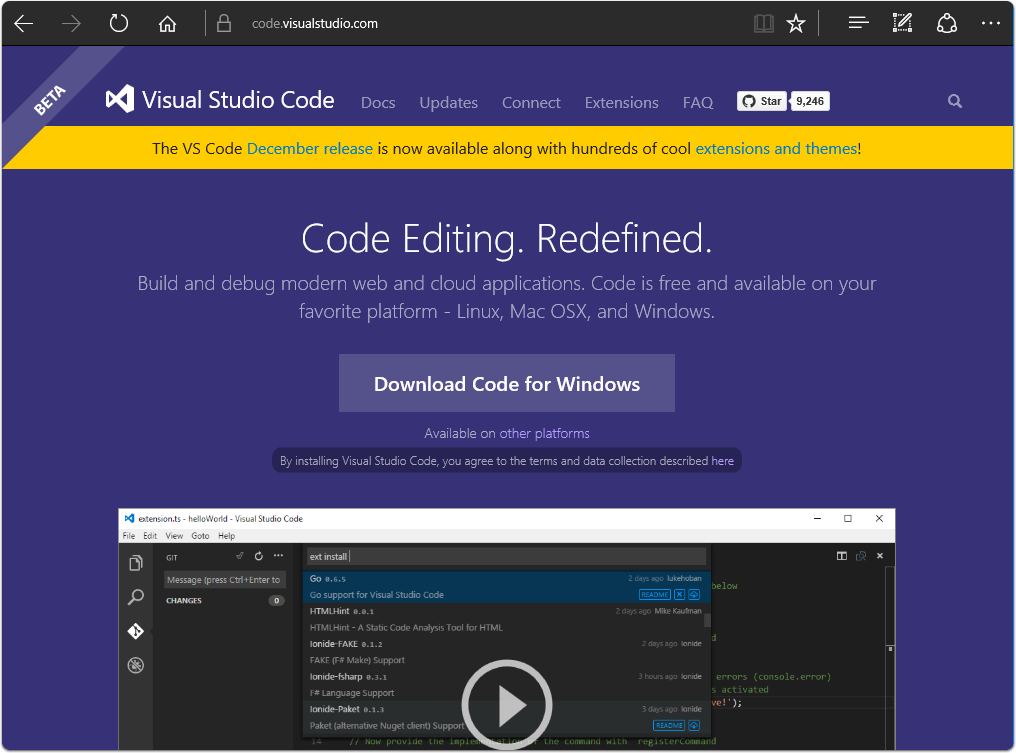 code.visualstudio.com
BETA
Visual Studio Code Docs Updates Connect Extensions FAQ Star 9,246
The VS Code December release is now available along with hundreds of cool extensions and themes!
Code Editing. Redefined.
Build and debug modern web and cloud applications. Code is free and available on your
favorite platform - Linux, Mac OSX, and Windows.
Download Code for Windows
Available on other platforms
By installing Visual Studio Code, you agree to the terms and data collection described here
extension.ts - helloWorld - Visual Studio Code
File Edit View Goto Help
GIT
ext install
Message (press Ctrl+Enter to
CHANGES 0
Go 0.6.5 2 days ago lukehoban
Go support for Visual Studio Code README
HTMLHint 0.0.1 2 days ago Mike Kaufman
HTMLHint - A Static Code Analysis Tool for HTML
Ionide-FAKE 0.1.2 2 days ago Ionide
FAKE (F# Make) Support
Ionide-fsharp 0.3.1 3 hours ago Ionide
F# Language Support
Ionide-Paket 0.1.3 3 days ago Ionide
Paket (alternative Nuget client) Support README
below
d
errors (console.error)
s activated
ve!');
14 // Now provide the implementation of the command with registerCommand